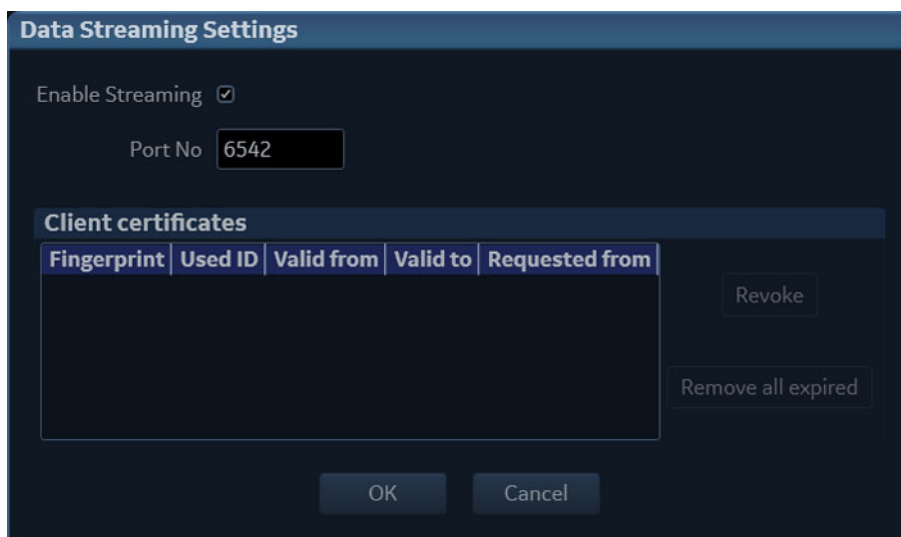 Data Streaming Settings
Enable Streaming
Port No 6542
Client certificates
Fingerprint Used ID Valid from Valid to Requested from
Revoke
Remove all expired
OK Cancel